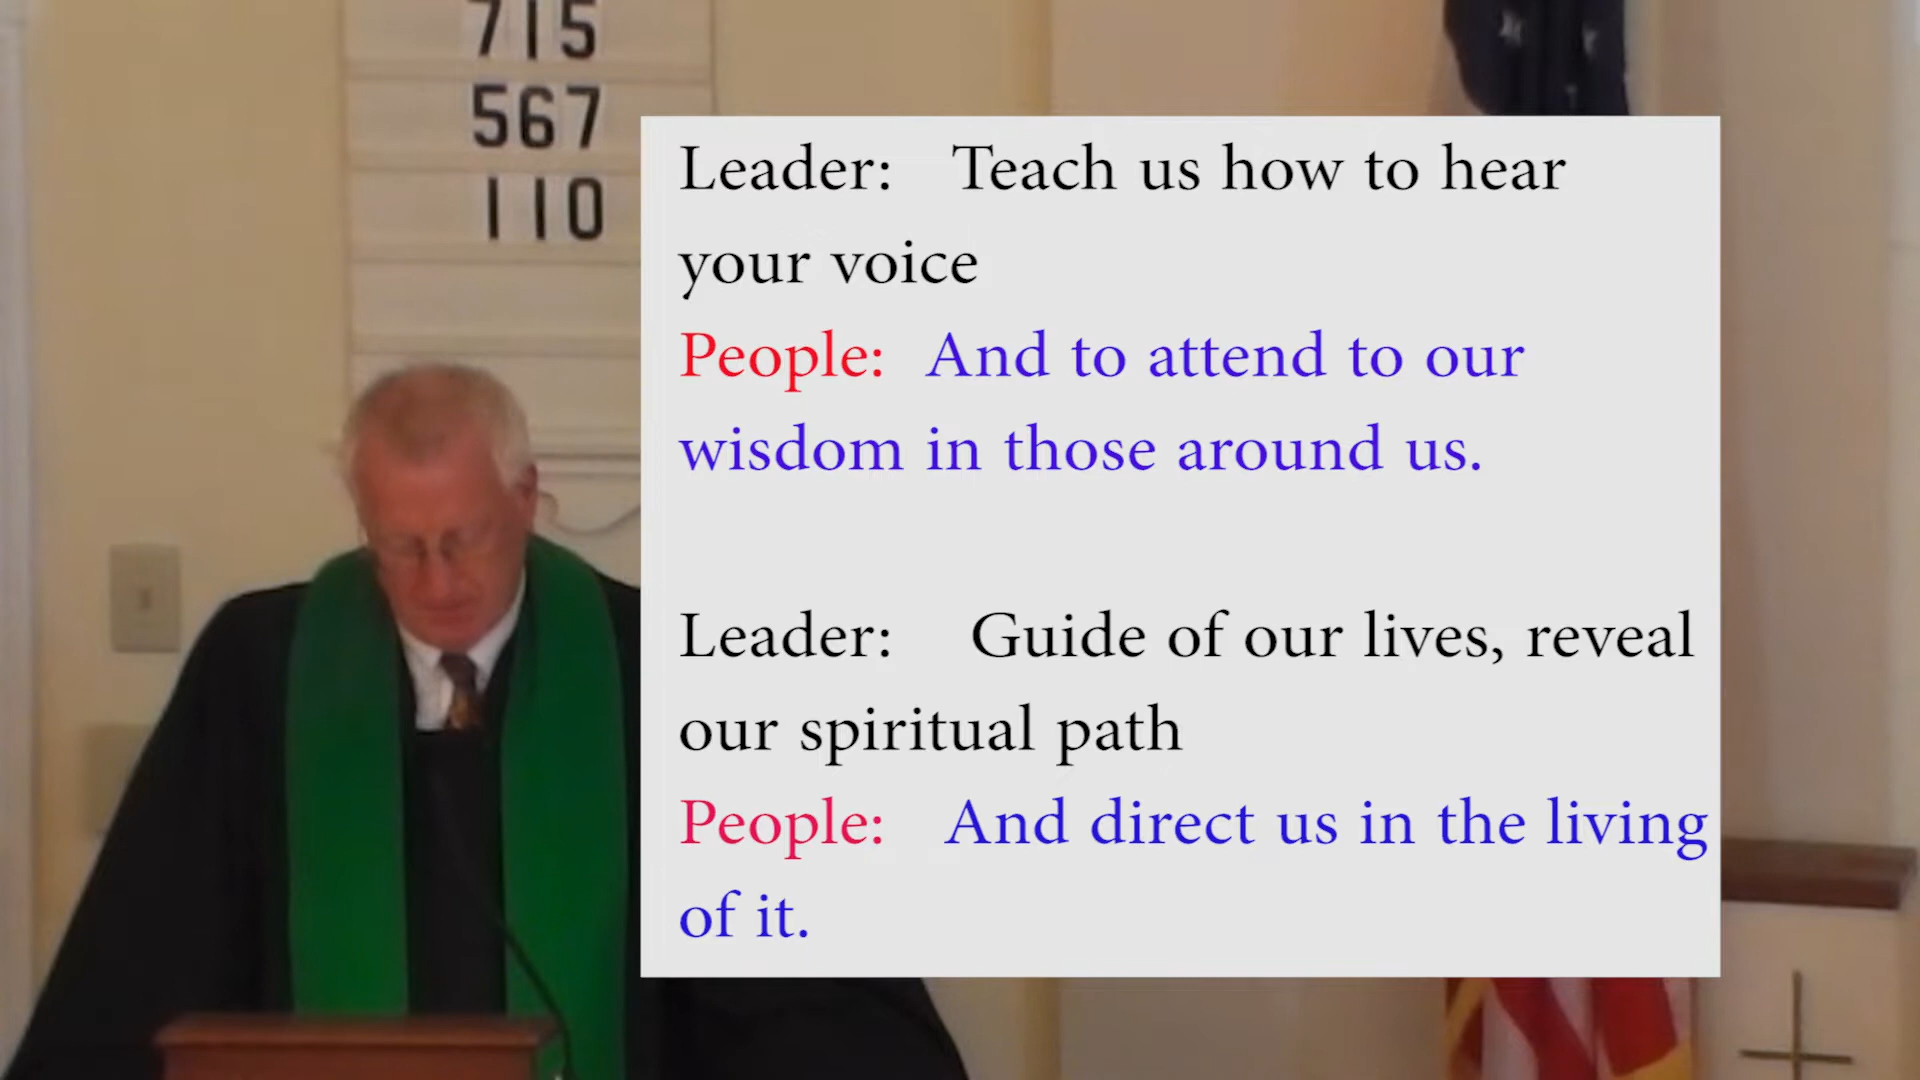 715
567
110
Leader: Teach us how to hear
your voice
People: And to attend to our
wisdom in those around us.
Leader: Guide of our lives, reveal
our spiritual path
People: And direct us in the living
of it.